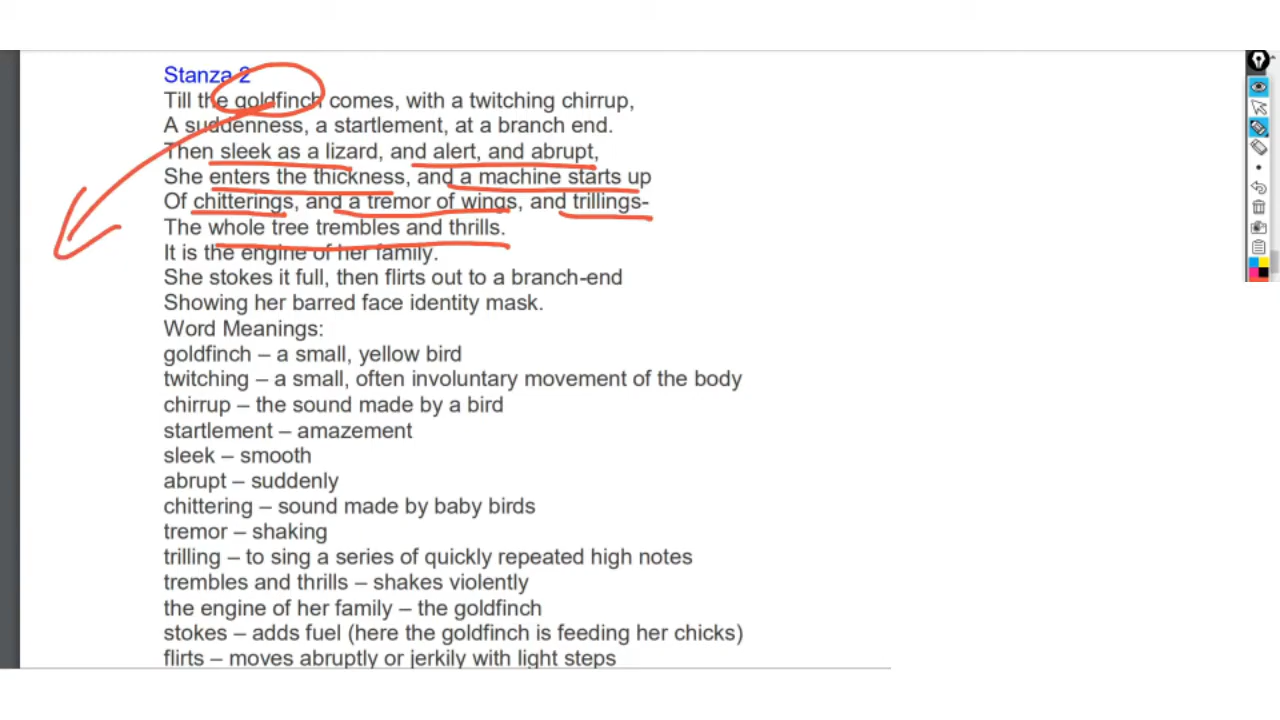 Stanza 2
Till the goldfinch comes, with a twitching chirrup,
A suddenness, a startlement, at a branch end.
Then sleek as a lizard, and alert, and abrupt,
She enters the thickness, and a machine starts up
Of chitterings, and a tremor of wings, and trillings-
The whole tree trembles and thrills.
It is the engine of her family.
She stokes it full, then flirts out to a branch-end
Showing her barred face identity mask.
Word Meanings:
goldfinch – a small, yellow bird
twitching – a small, often involuntary movement of the body
chirrup – the sound made by a bird
startlement – amazement
sleek – smooth
abrupt – suddenly
chittering – sound made by baby birds
tremor – shaking
trilling – to sing a series of quickly repeated high notes
trembles and thrills – shakes violently
the engine of her family – the goldfinch
stokes – adds fuel (here the goldfinch is feeding her chicks)
flirts – moves abruptly or jerkily with light steps